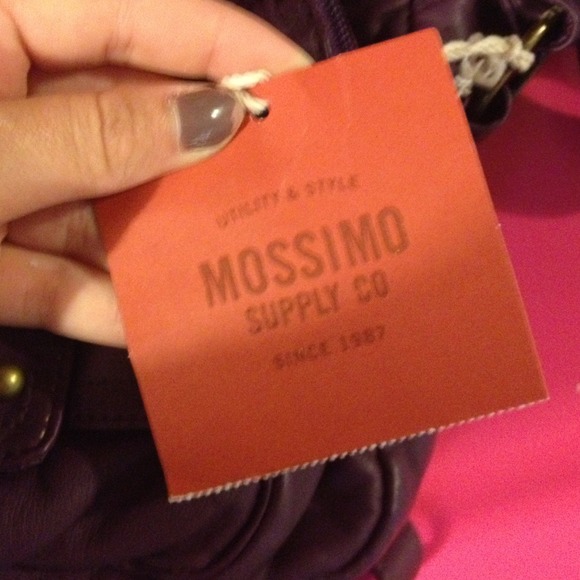 UTILITY & STYLE
MOSSIMO
SUPPLY CO
SINCE 1987